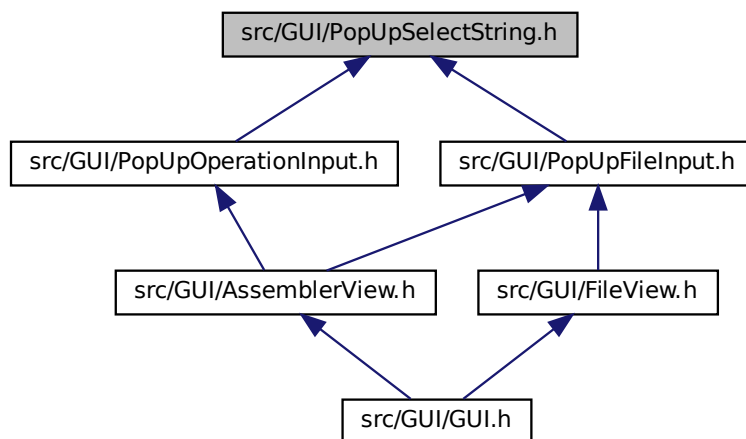 src/GUI/PopUpSelectString.h
src/GUI/PopUpOperationInput.h
src/GUI/PopUpFileInput.h
src/GUI/AssemblerView.h
src/GUI/FileView.h
src/GUI/GUI.h